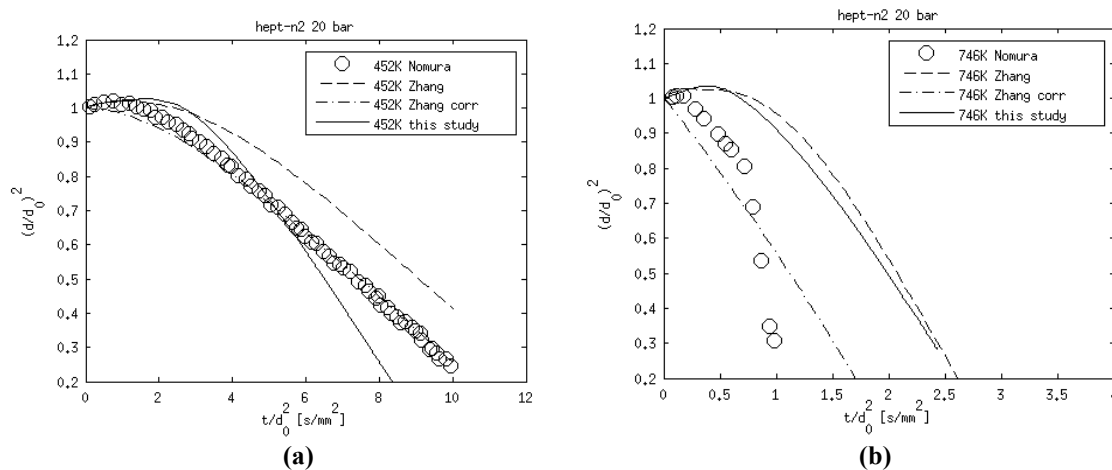 hept-n2 20 bar
1.2
1.1
1
0.9
0.8
0.7
0.6
0.5
0.4
0.3
0.2
(d/d0)2
452K Nomura
452K Zhang
452K Zhang corr
452K this study
0 2 4 6 8 10 12
t/d02 [s/mm2]
(a)
hept-n2 20 bar
1.2
1.1
1
0.9
0.8
0.7
0.6
0.5
0.4
0.3
0.2
(d/d0)2
746K Nomura
746K Zhang
746K Zhang corr
746K this study
0 0.5 1 1.5 2 2.5 3 3.5 4
t/d02 [s/mm2]
(b)